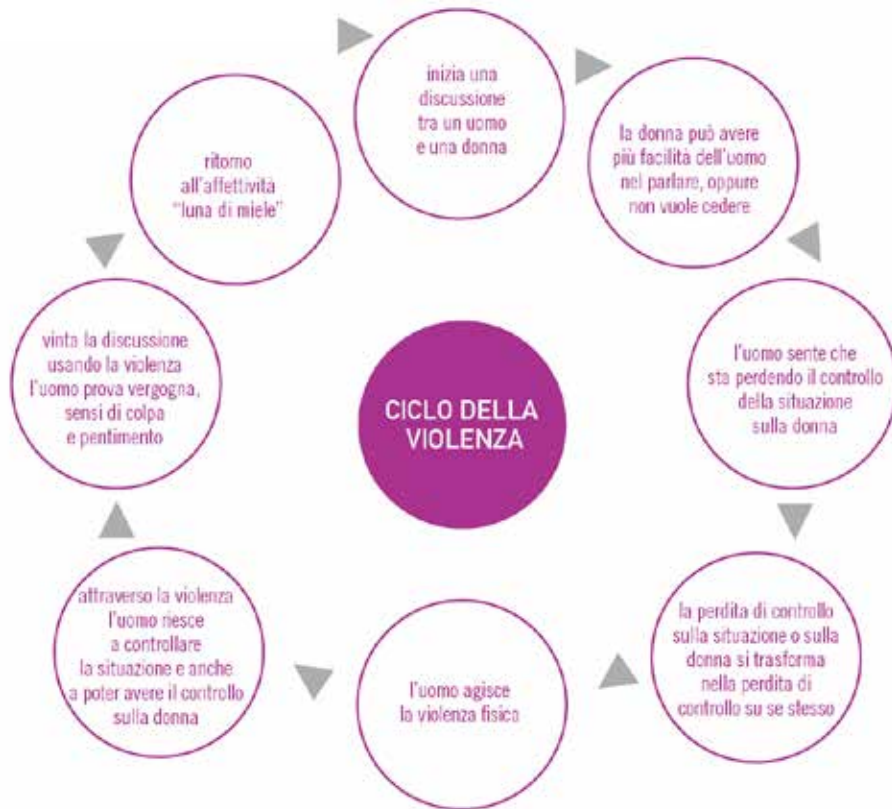 inizia una
discussione
tra un uomo
e una donna
la donna può avere
più facilità dell'uomo
nel parlare, oppure
non vuole cedere
l'uomo sente che
sta perdendo il controllo
della situazione
sulla donna
la perdita di controllo
sulla situazione o sulla
donna si trasforma
nella perdita di
controllo su se stesso
l'uomo agisce
la violenza fisica
attraverso la violenza
l'uomo riesce
a controllare
la situazione e anche
a poter avere il controllo
sulla donna
vinta la discussione
usando la violenza
l'uomo prova vergogna,
sensi di colpa
e pentimento
ritorno
all'affettività
"luna di miele"
CICLO DELLA
VIOLENZA